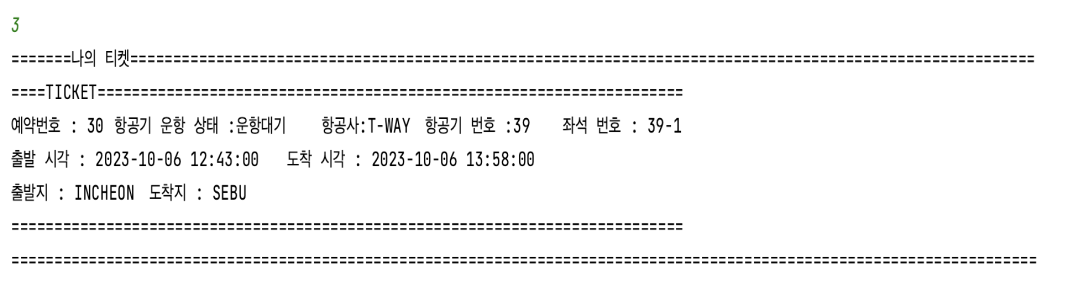 3
=======나의 티켓=========================================================================================================
====TICKET====================================================================
예약번호 : 30 항공기 운항 상태 :운항대기    항공사:T-WAY  항공기 번호 :39    좌석 번호 : 39-1
출발 시각 : 2023-10-06 12:43:00    도착 시각 : 2023-10-06 13:58:00
출발지 : INCHEON  도착지 : SEBU
==============================================================================
=======================================================================================================================